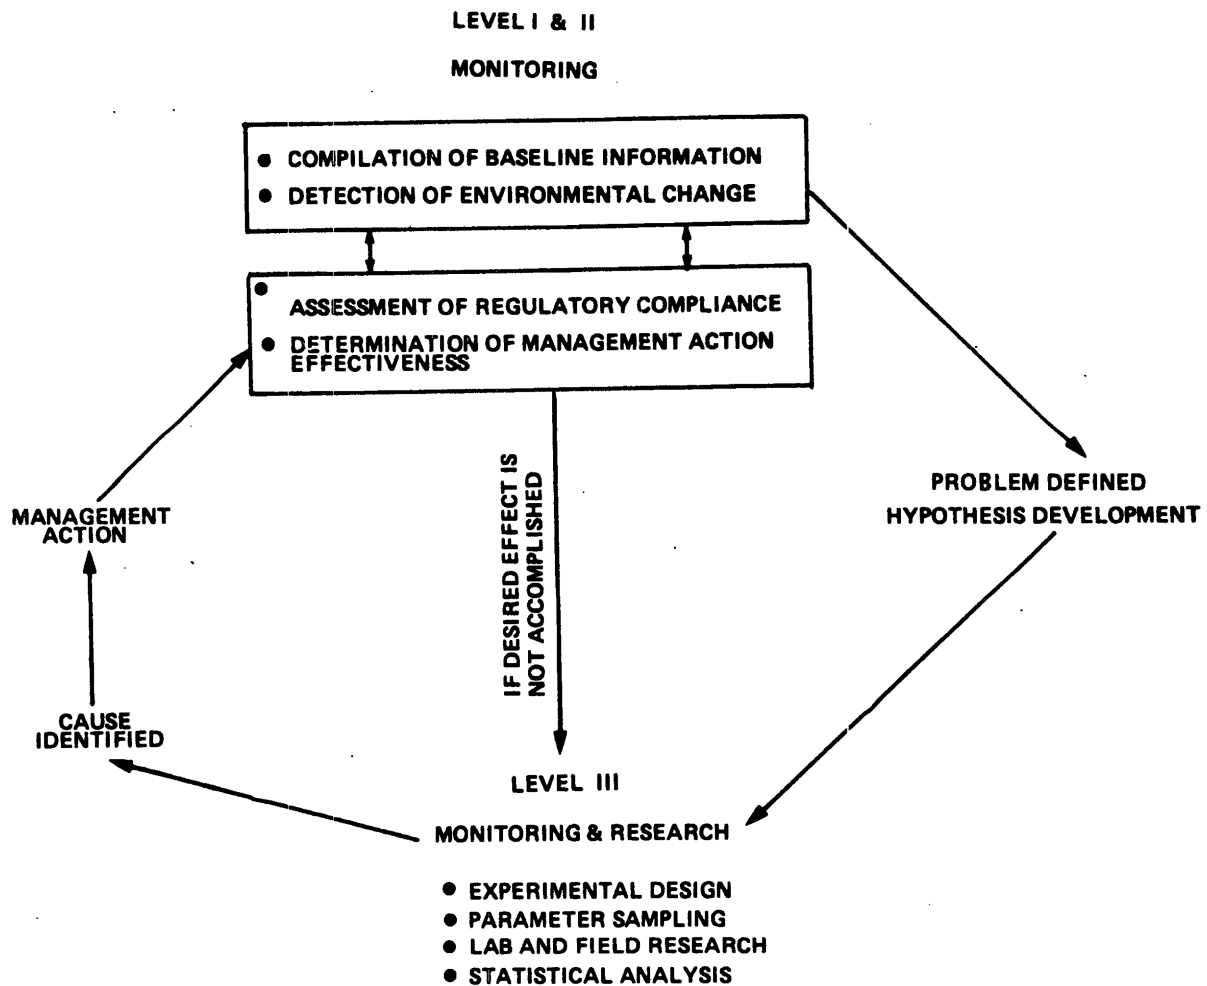 LEVEL I & II
MONITORING
● COMPILATION OF BASELINE INFORMATION
● DETECTION OF ENVIRONMENTAL CHANGE
● ASSESSMENT OF REGULATORY COMPLIANCE
● DETERMINATION OF MANAGEMENT ACTION
EFFECTIVENESS
IF DESIRED EFFECT IS
NOT ACCOMPLISHED
PROBLEM DEFINED
HYPOTHESIS DEVELOPMENT
MANAGEMENT
ACTION
CAUSE
IDENTIFIED
LEVEL III
MONITORING & RESEARCH
● EXPERIMENTAL DESIGN
● PARAMETER SAMPLING
● LAB AND FIELD RESEARCH
● STATISTICAL ANALYSIS